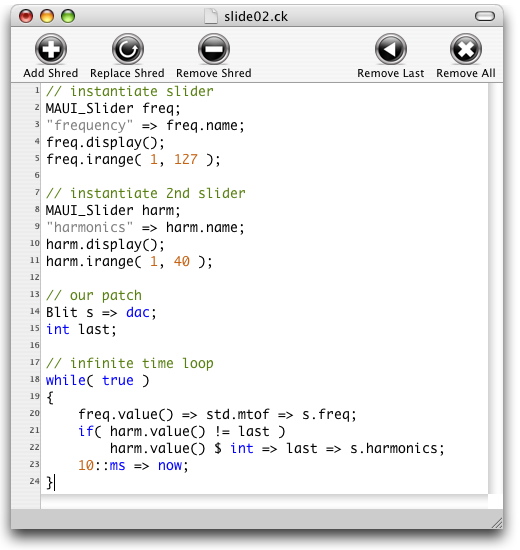 slide02.ck
Add Shred Replace Shred Remove Shred Remove Last Remove All
1 // instantiate slider
2 MAUI_Slider freq;
3 "frequency" => freq.name;
4 freq.display();
5 freq.irange( 1, 127 );
6
7 // instantiate 2nd slider
8 MAUI_Slider harm;
9 "harmonics" => harm.name;
10 harm.display();
11 harm.irange( 1, 40 );
12
13 // our patch
14 Blit s => dac;
15 int last;
16
17 // infinite time loop
18 while( true )
19 {
20     freq.value() => std.mtof => s.freq;
21     if( harm.value() != last )
22         harm.value() $ int => last => s.harmonics;
23     10::ms => now;
24 }